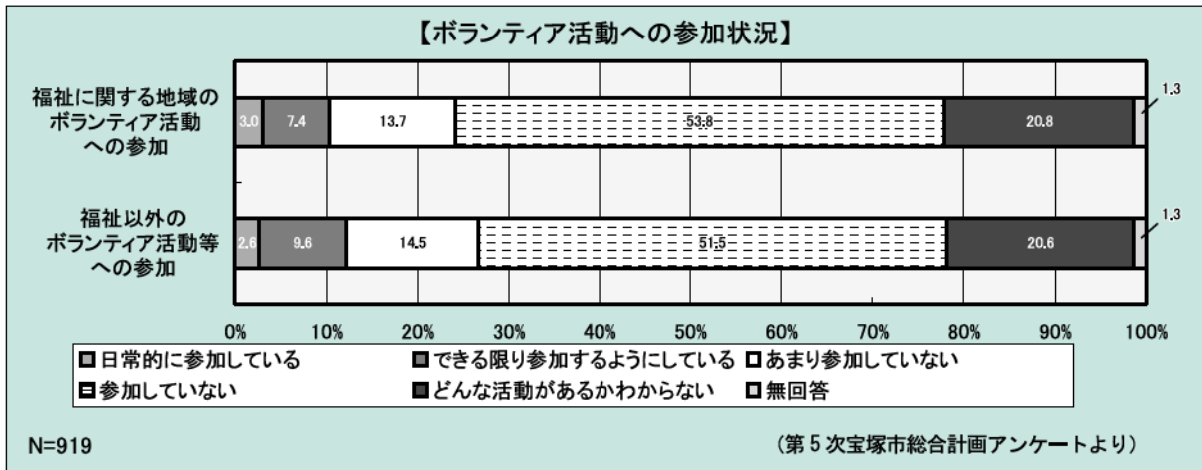 【ボランティア活動への参加状況】
福祉に関する地域の
ボランティア活動
への参加
3.0 7.4 13.7 53.8 20.8 1.3
福祉以外の
ボランティア活動等
への参加
2.6 9.6 14.5 51.5 20.6 1.3
0% 10% 20% 30% 40% 50% 60% 70% 80% 90% 100%
日常的に参加している できる限り参加するようにしている あまり参加していない
参加していない どんな活動があるかわからない 無回答
N=919 (第5次宝塚市総合計画アンケートより)